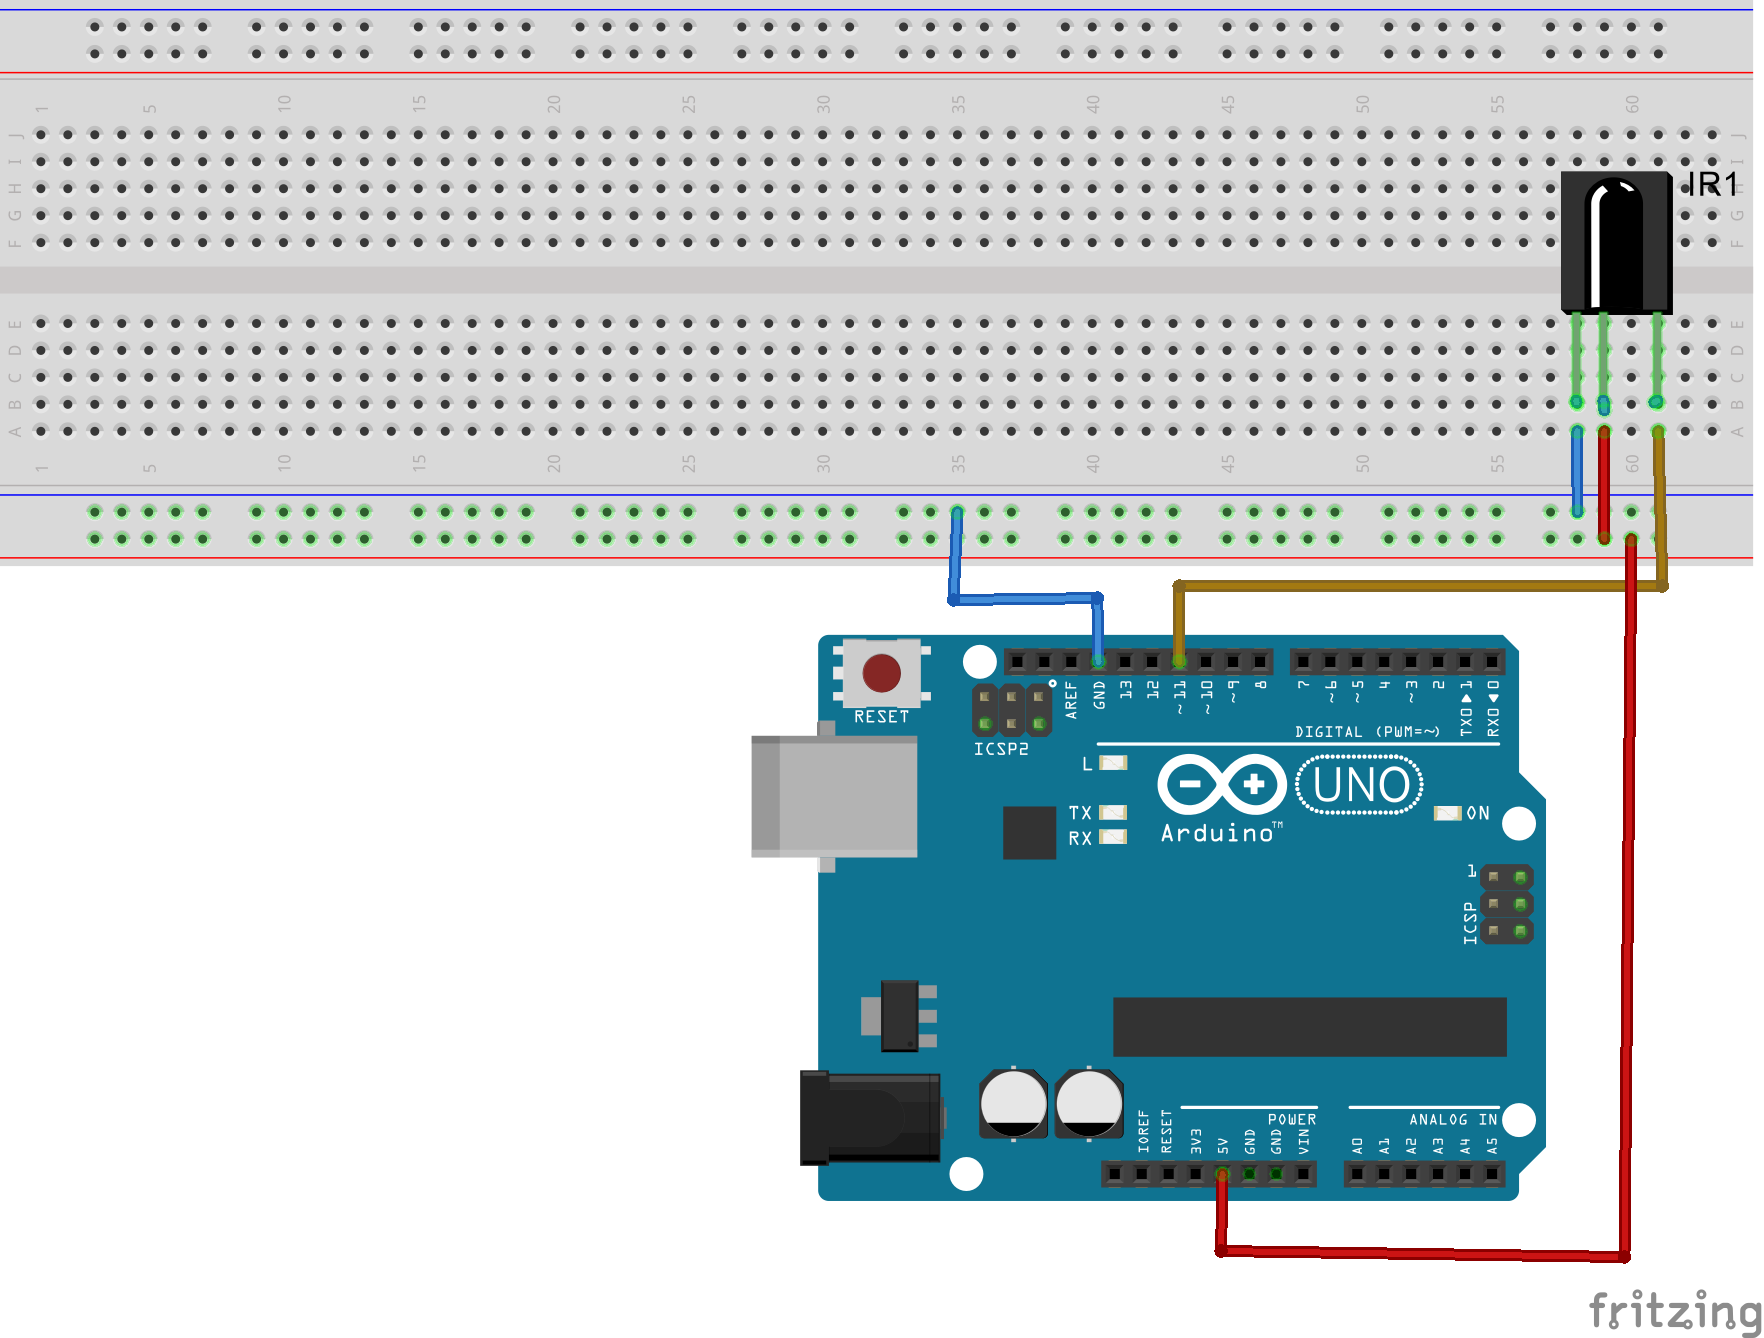 1 5 10 15 20 25 30 35 40 45 50 55 60
J J
I I
H H
G G
F F
IR1
E E
D D
C C
B B
A A
1 5 10 15 20 25 30 35 40 45 50 55 60
RESET
AREF
GND
13
12
~11
~10
~9
8
7
~6
~5
4
~3
2
TX0▶1
RX0◀0
DIGITAL (PWM=~)
ICSP2
L
TX
RX
UNO
Arduino™
ON
1
ICSP
POWER
ANALOG IN
IOREF
RESET
3V3
5V
GND
GND
VIN
A0
A1
A2
A3
A4
A5
fritzing